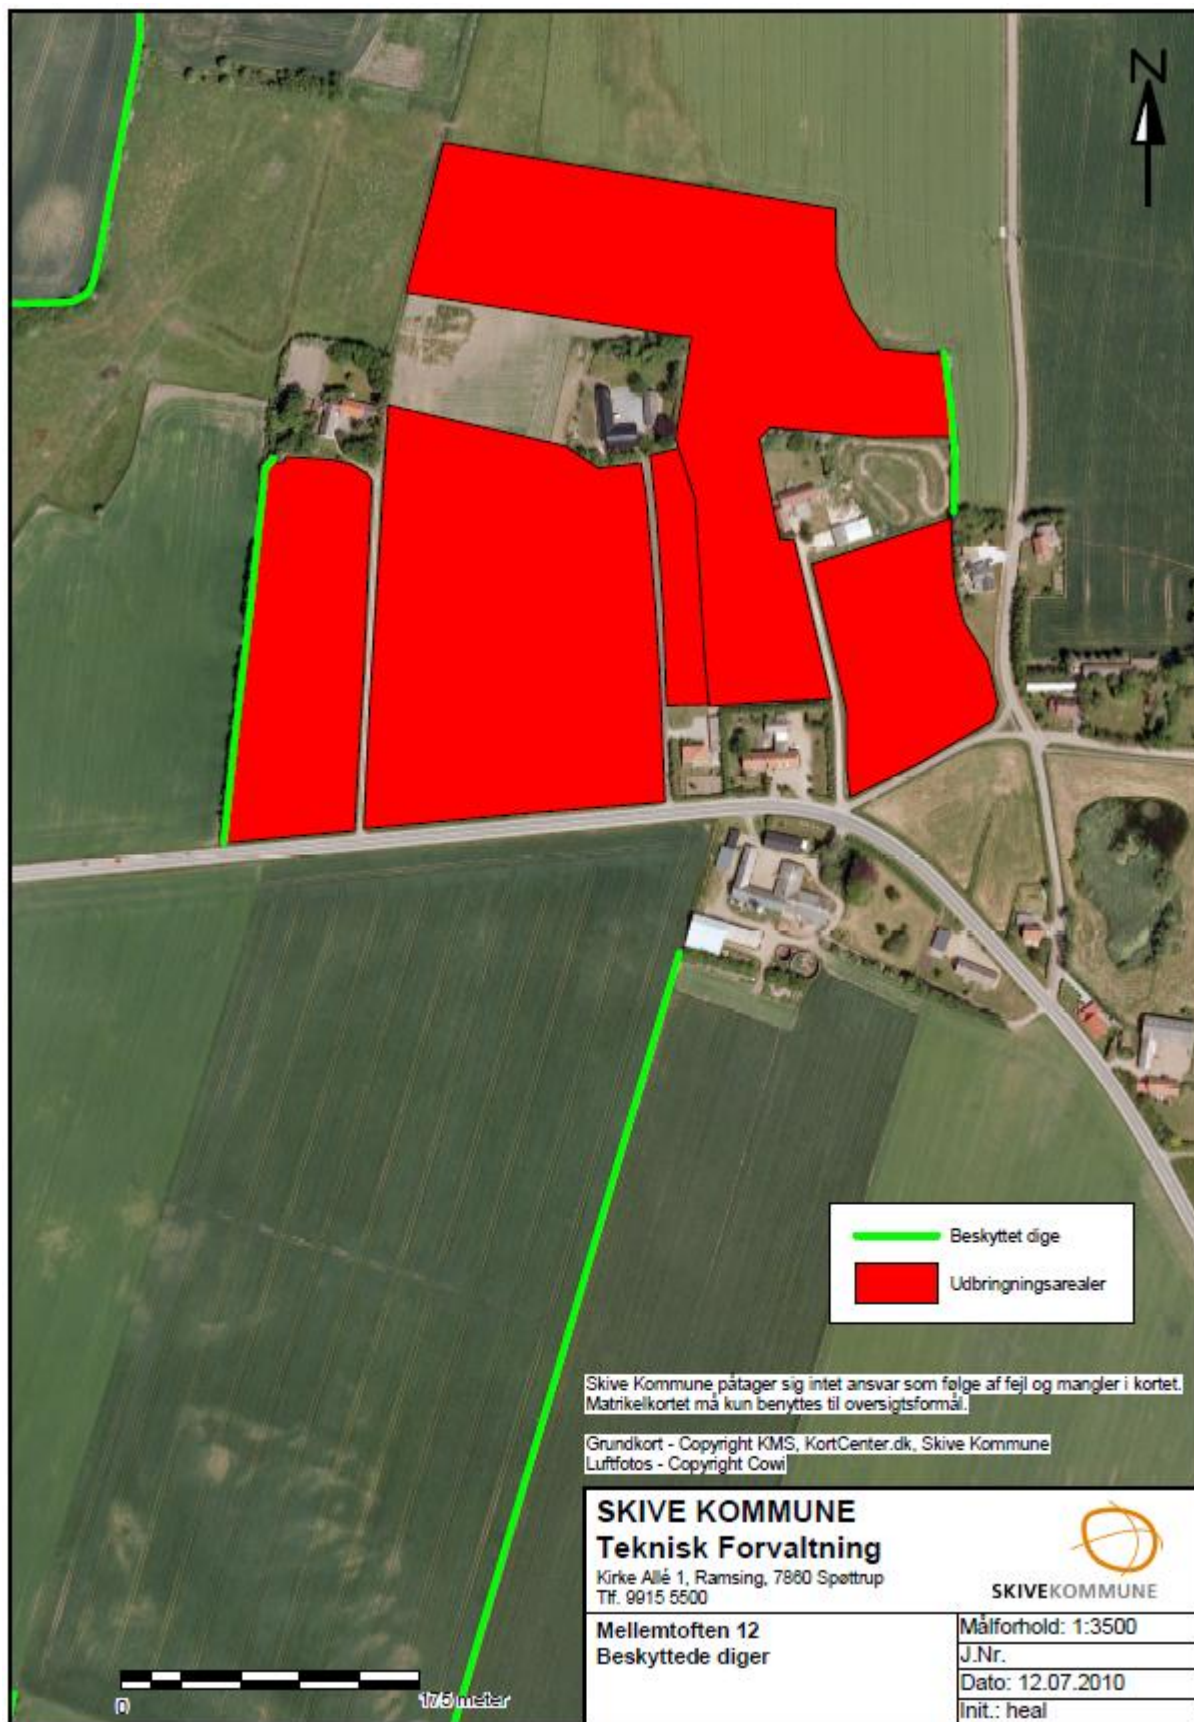 N
Beskyttet dige
Udbringningsarealer
Skive Kommune påtager sig intet ansvar som følge af fejl og mangler i kortet.
Matrikelkortet må kun benyttes til oversigtsformål.
Grundkort - Copyright KMS, KortCenter.dk, Skive Kommune
Luftfotos - Copyright Cowi
SKIVE KOMMUNE
Teknisk Forvaltning
Kirke Allé 1, Ramsing, 7860 Spøttrup
Tlf. 9915 5500
SKIVEKOMMUNE
Mellemtoften 12
Beskyttede diger
Målforhold: 1:3500
J.Nr.
Dato: 12.07.2010
Init.: heal
0 175 meter